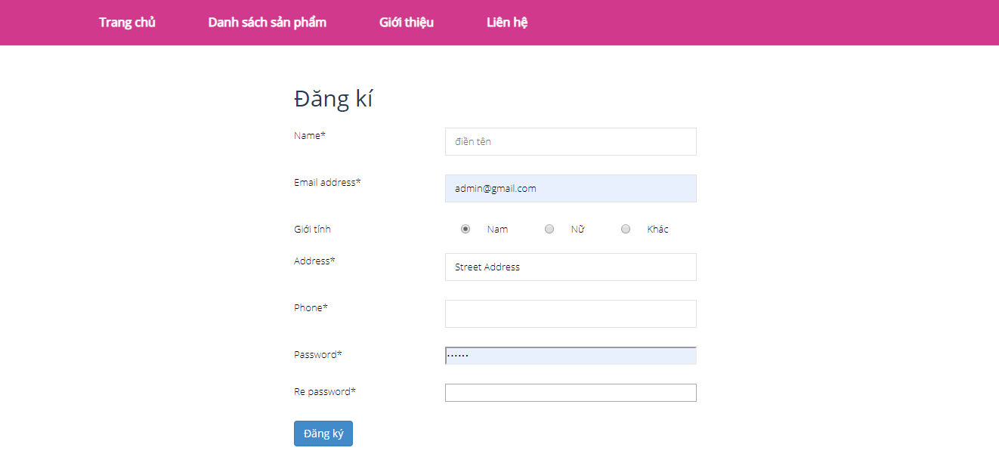 Trang chủ Danh sách sản phẩm Giới thiệu Liên hệ
Đăng kí
Name* điền tên
Email address* admin@gmail.com
Giới tính Nam Nữ Khác
Address* Street Address
Phone*
Password* ······
Re password*
Đăng ký